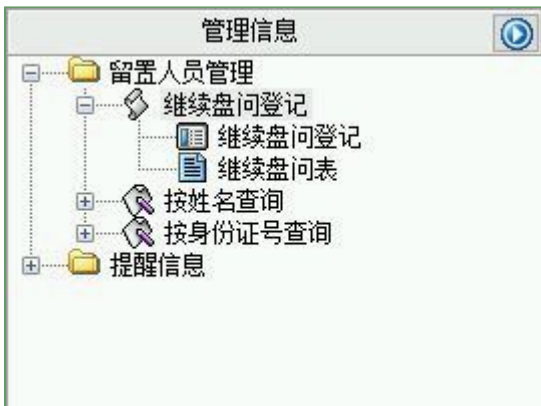 管理信息
留置人员管理
继续盘问登记
继续盘问登记
继续盘问表
按姓名查询
按身份证号查询
提醒信息